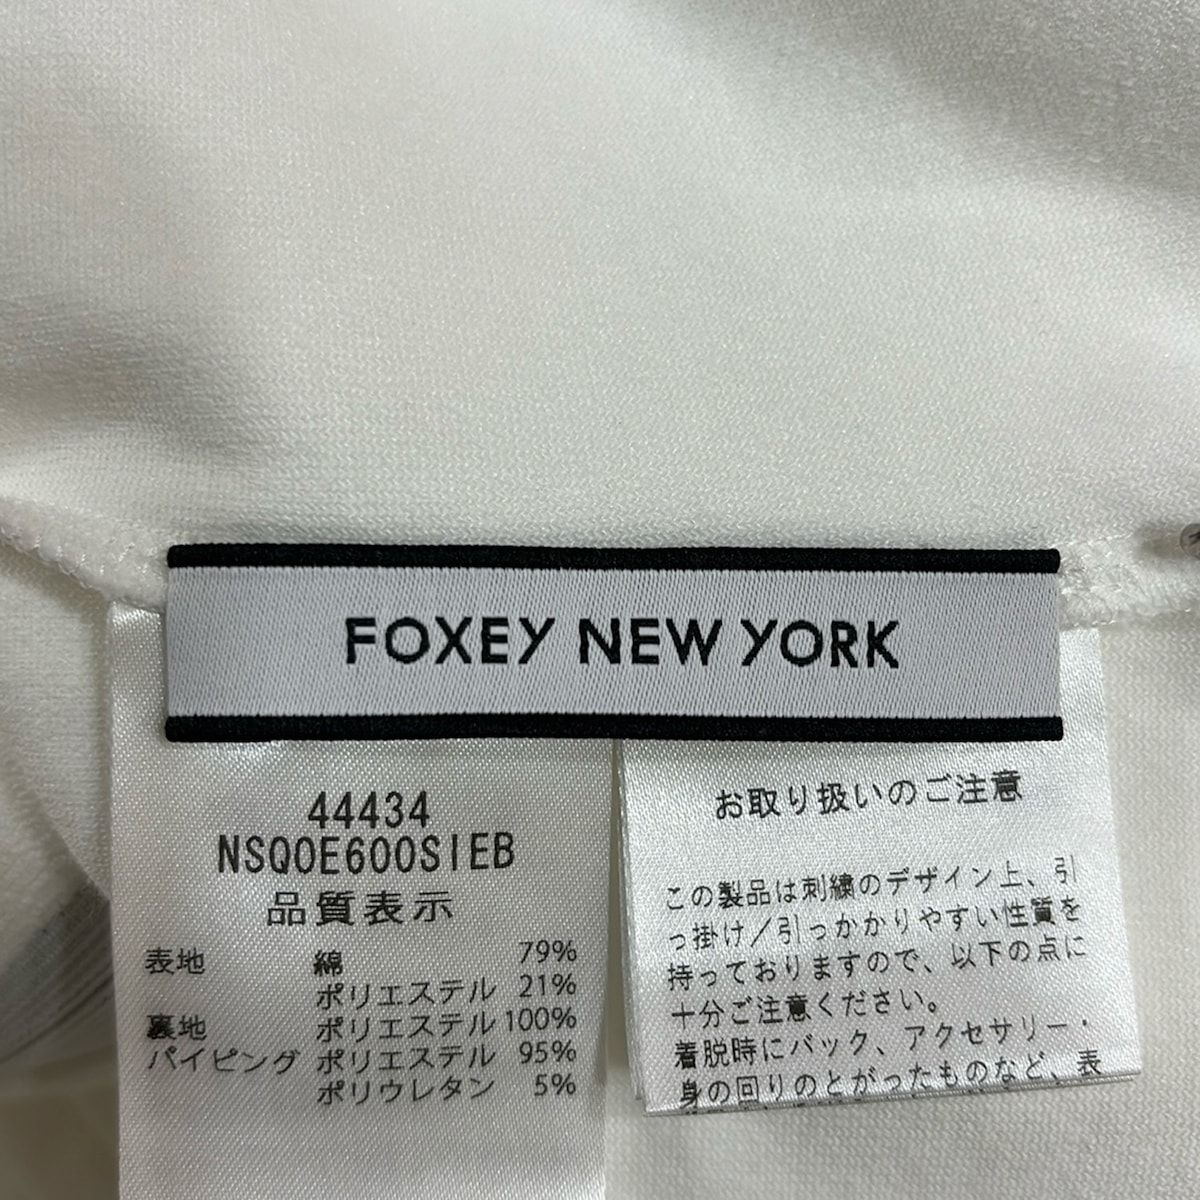 FOXEY NEW YORK
44434
NSQOE600SIEB
品質表示
表地 綿 79%
ポリエステル 21%
裏地 ポリエステル 100%
パイピング ポリエステル 95%
ポリウレタン 5%
お取り扱いのご注意
この製品は刺繍のデザイン上、引
っ掛け/引っかかりやすい性質を
持っておりますので、以下の点に
十分ご注意ください。
着脱時にバック、アクセサリー・
身の回りのとがったものなど、表